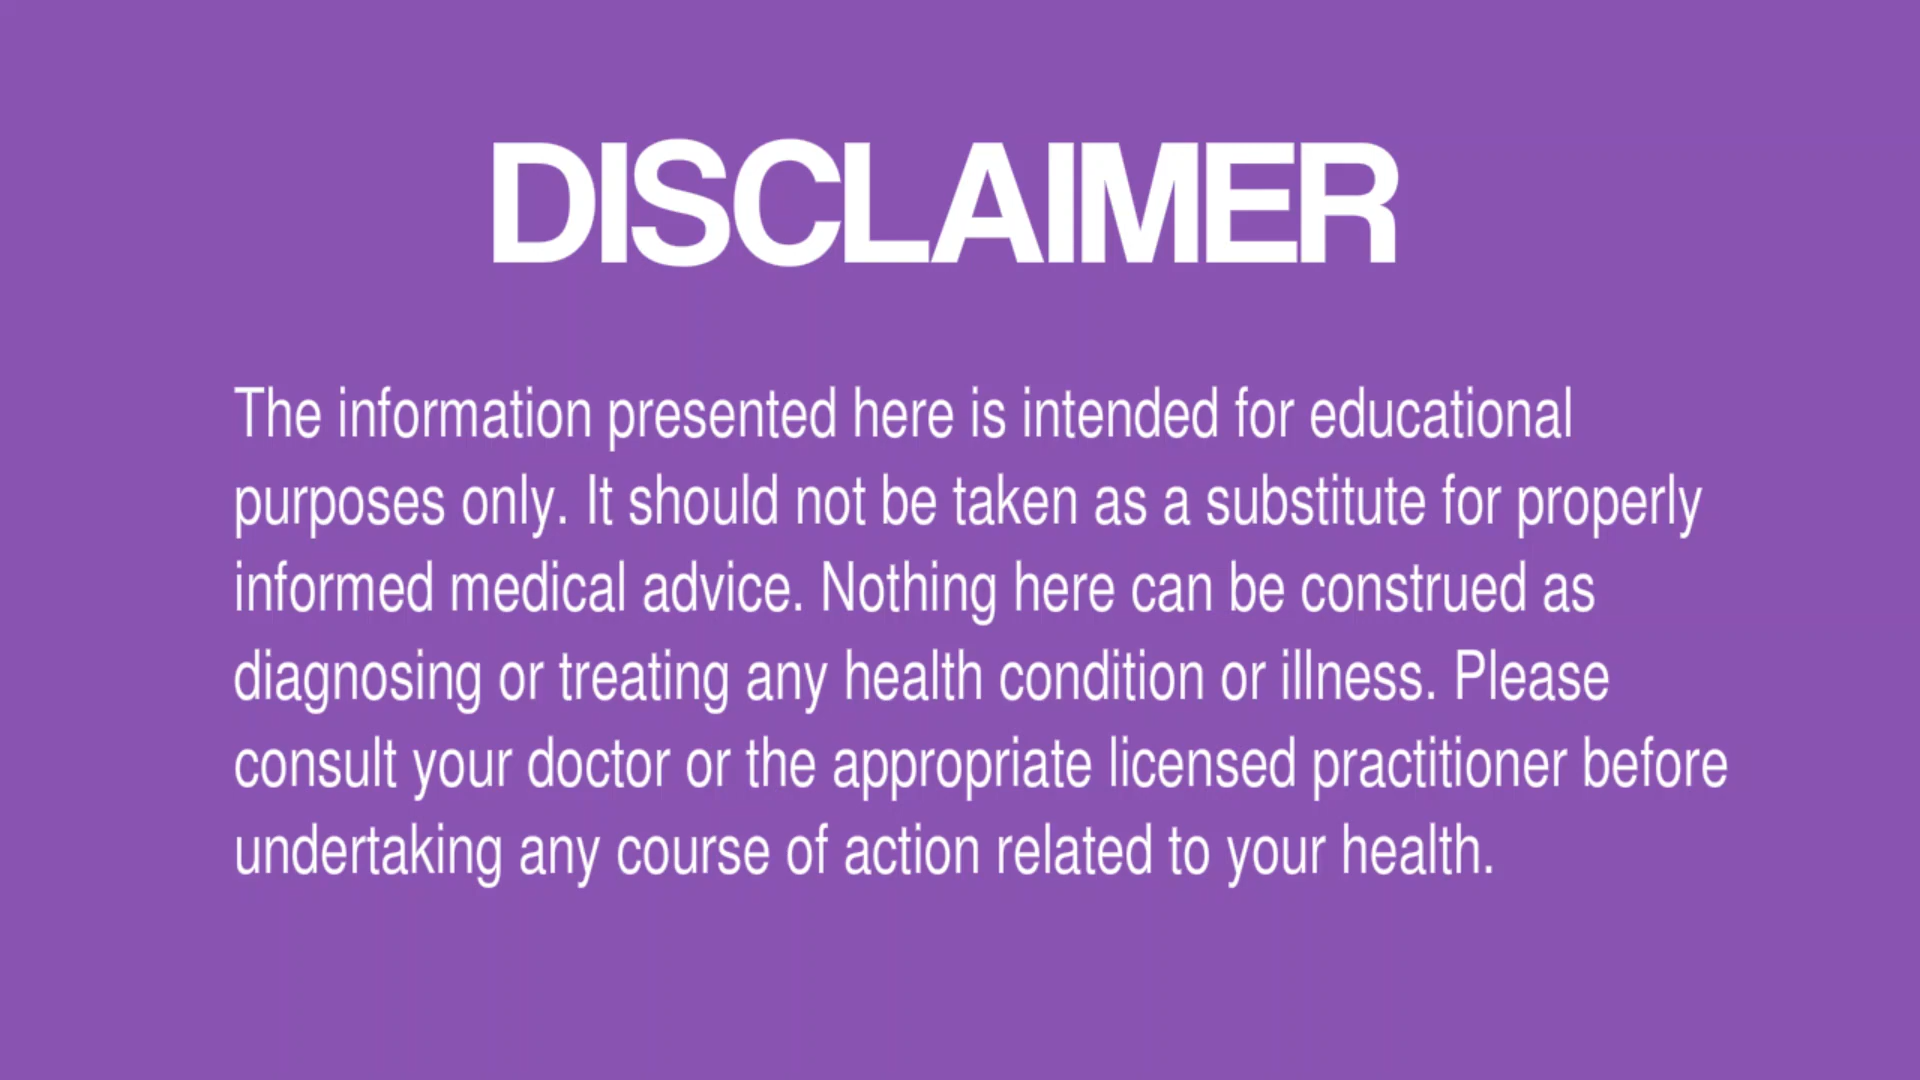 DISCLAIMER
The information presented here is intended for educational
purposes only. It should not be taken as a substitute for properly
informed medical advice. Nothing here can be construed as
diagnosing or treating any health condition or illness. Please
consult your doctor or the appropriate licensed practitioner before
undertaking any course of action related to your health.